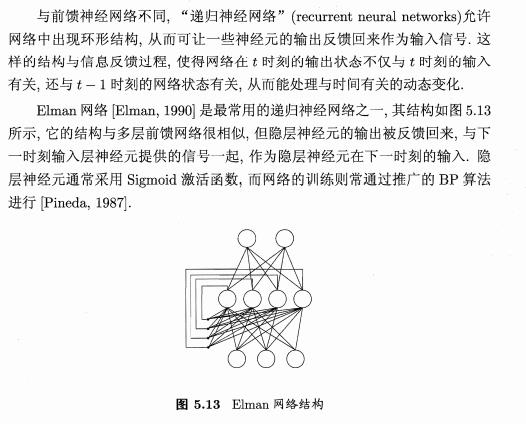 与前馈神经网络不同, “递归神经网络” (recurrent neural networks)允许
网络中出现环形结构, 从而可让一些神经元的输出反馈回来作为输入信号. 这
样的结构与信息反馈过程, 使得网络在 t 时刻的输出状态不仅与 t 时刻的输入
有关, 还与 t − 1 时刻的网络状态有关, 从而能处理与时间有关的动态变化.
Elman 网络 [Elman, 1990] 是最常用的递归神经网络之一, 其结构如图 5.13
所示, 它的结构与多层前馈网络很相似, 但隐层神经元的输出被反馈回来, 与下
一时刻输入层神经元提供的信号一起, 作为隐层神经元在下一时刻的输入. 隐
层神经元通常采用 Sigmoid 激活函数, 而网络的训练则常通过推广的 BP 算法
进行 [Pineda, 1987].
图 5.13 Elman 网络结构